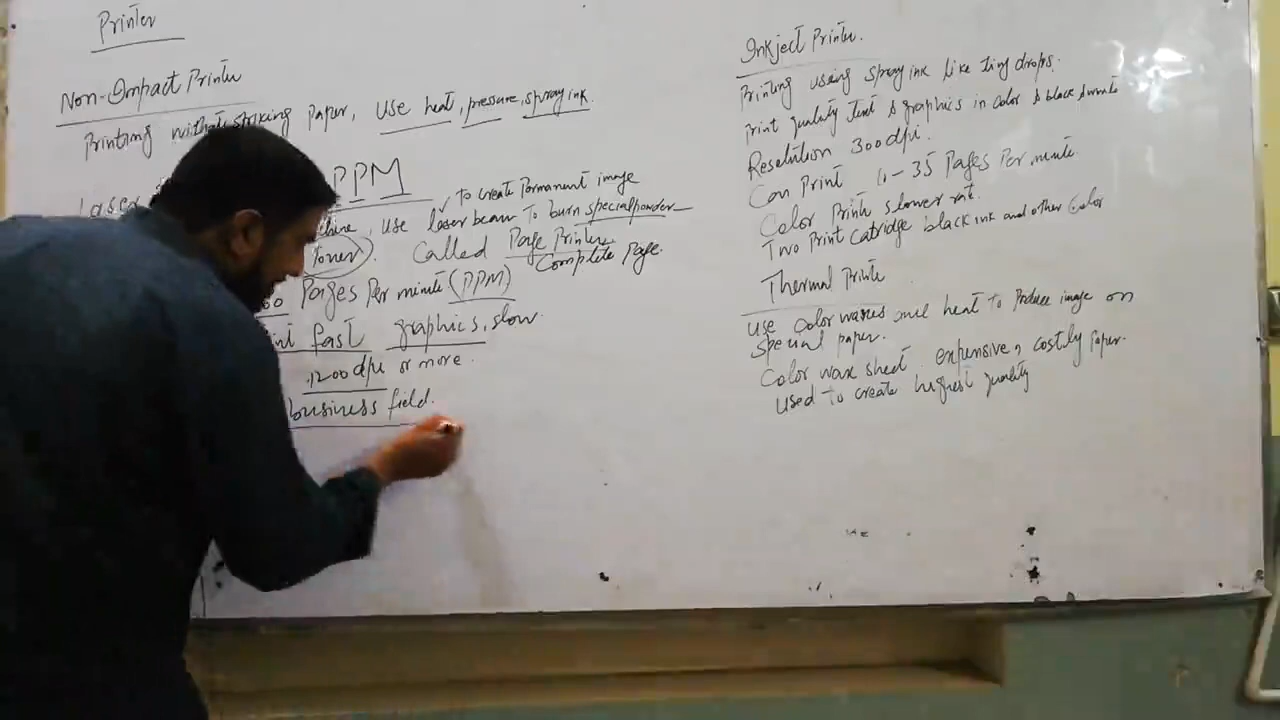 Printer
Non-Impact Printer
Printing without striking Paper, use heat, pressure, spray ink.
PPM
Laser
to create Permanent image
use laser beam to burn special powder
Toner). Called Page Printer
Complete Page.
Pages Per minute (PPM)
fast graphics, slow
1200 dpi or more.
business field.
Inkject Printer.
Printing using spray ink like tiny drops.
Print quality Text & graphics in color & black & white
Resolution 300 dpi.
Can Print 4-35 Pages Per minute.
Color Print slower rate.
Two Print Catridge black ink and other Color
Thermal Printer
use color waxes and heat to Produce image on
special paper.
Color wax sheet expensive, costly paper.
used to create highest quality